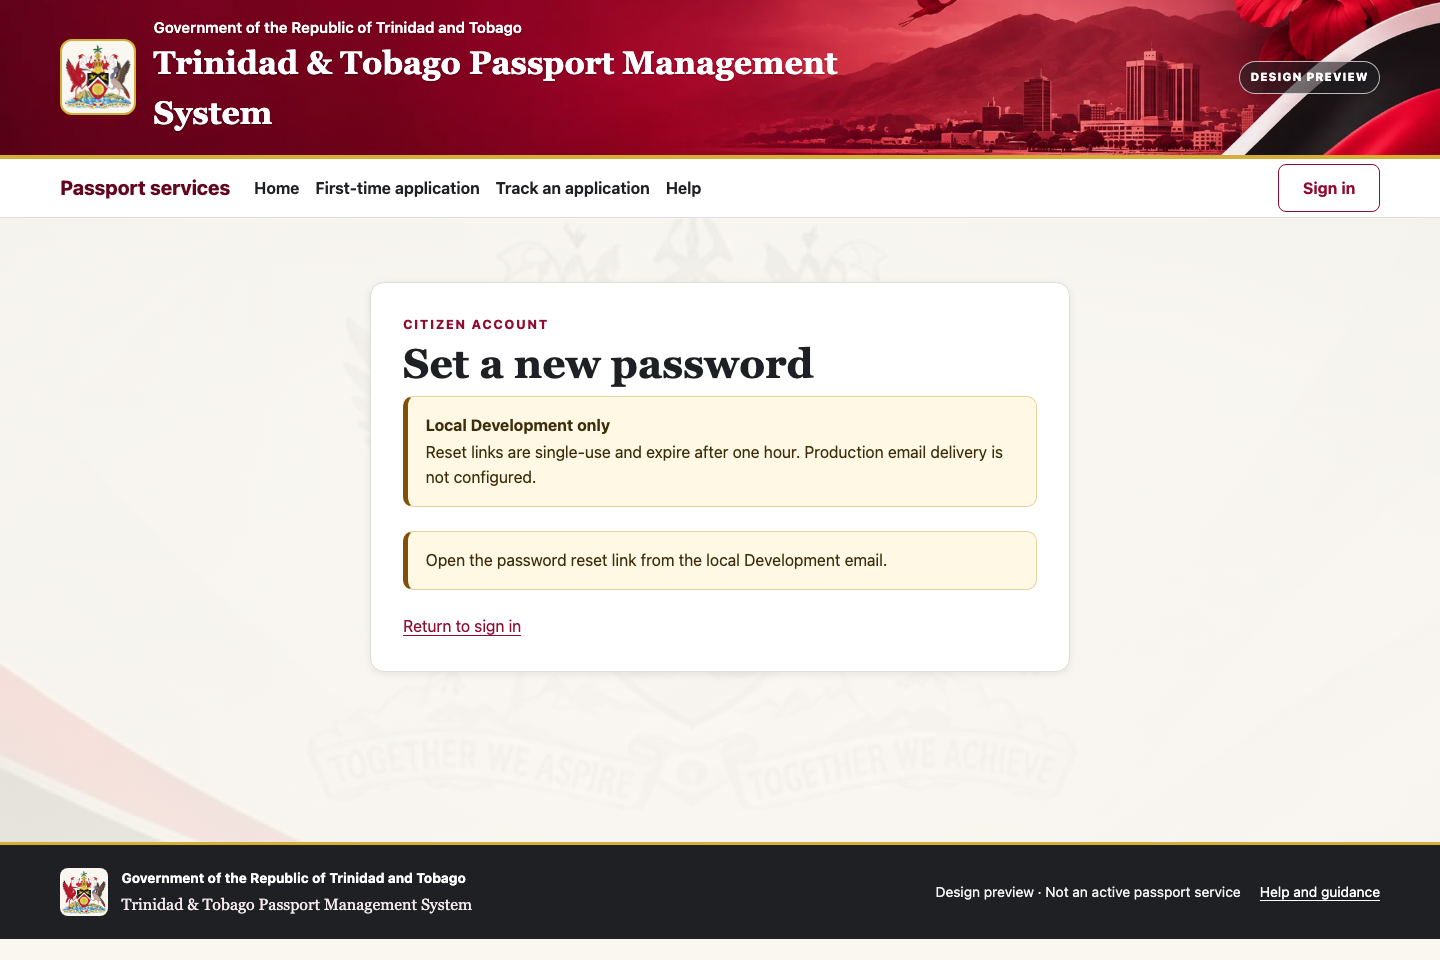 Government of the Republic of Trinidad and Tobago
Trinidad & Tobago Passport Management
System
DESIGN PREVIEW
Passport services
Home
First-time application
Track an application
Help
Sign in
CITIZEN ACCOUNT
Set a new password
Local Development only
Reset links are single-use and expire after one hour. Production email delivery is
not configured.
Open the password reset link from the local Development email.
Return to sign in
TOGETHER WE ASPIRE
TOGETHER WE ACHIEVE
Government of the Republic of Trinidad and Tobago
Trinidad & Tobago Passport Management System
Design preview · Not an active passport service
Help and guidance